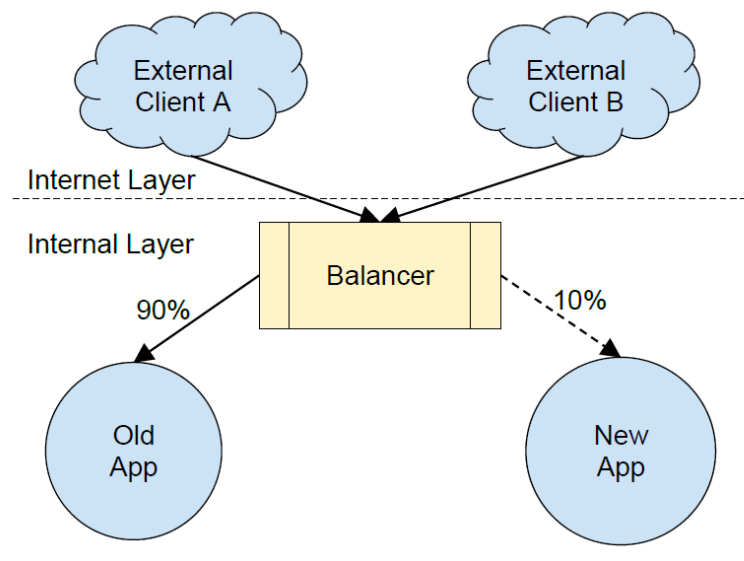 External
Client A
External
Client B
Internet Layer
Internal Layer
Balancer
90%
10%
Old
App
New
App